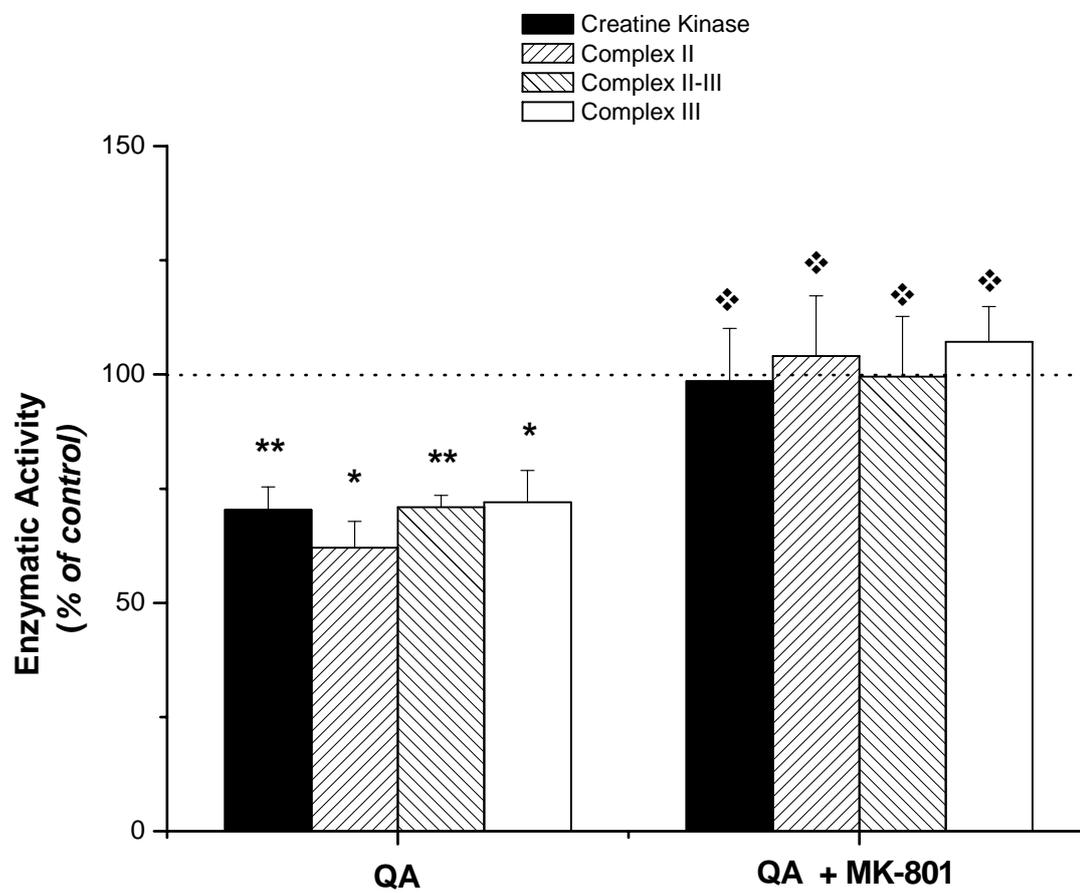 Creatine Kinase
Complex II
Complex II-III
Complex III
150
100
50
0
Enzymatic Activity
(% of control)
**
*
**
*
❖
❖
❖
❖
QA
QA + MK-801